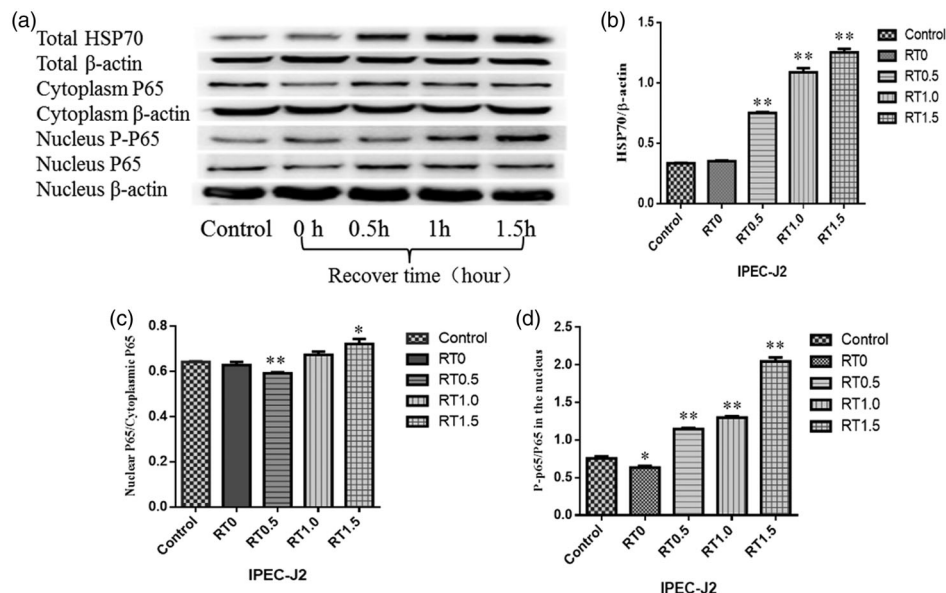 (a)
Total HSP70
Total β-actin
Cytoplasm P65
Cytoplasm β-actin
Nucleus P-P65
Nucleus P65
Nucleus β-actin
Control 0 h 0.5h 1h 1.5h
Recover time（hour）
(b)
HSP70/β-actin
1.5
1.0
0.5
0.0
**
**
**
Control
RT0
RT0.5
RT1.0
RT1.5
IPEC-J2
Control
RT0
RT0.5
RT1.0
RT1.5
(c)
Nuclear P65/Cytoplasmic P65
0.8
0.6
0.4
0.2
0.0
**
*
Control
RT0
RT0.5
RT1.0
RT1.5
IPEC-J2
Control
RT0
RT0.5
RT1.0
RT1.5
(d)
P-p65/P65 in the nucleus
2.5
2.0
1.5
1.0
0.5
0.0
*
**
**
**
Control
RT0
RT0.5
RT1.0
RT1.5
IPEC-J2
Control
RT0
RT0.5
RT1.0
RT1.5